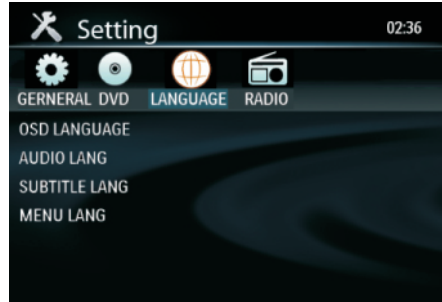 Setting 02:36
GERNERAL DVD LANGUAGE RADIO
OSD LANGUAGE
AUDIO LANG
SUBTITLE LANG
MENU LANG